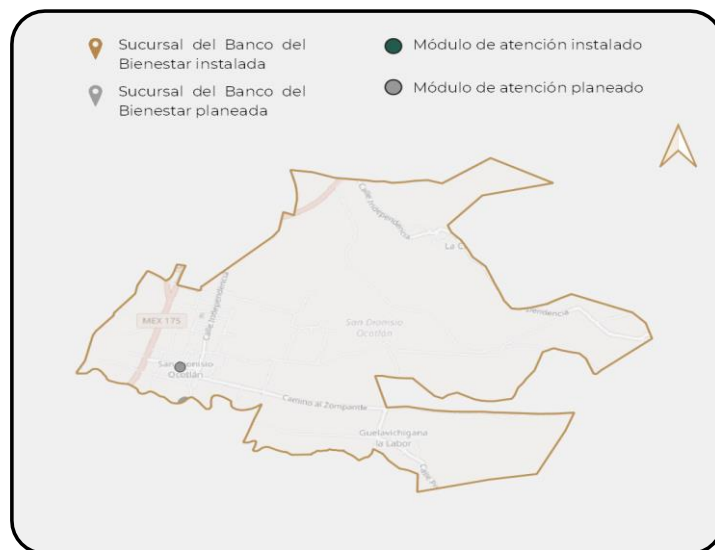 Sucursal del Banco del
Bienestar instalada
Módulo de atención instalado
Sucursal del Banco del
Bienestar planeada
Módulo de atención planeado
Calle Independencia
La C
Calle Independencia
MEX 175
San Dionisio
Ocotlán
endencia
San Dionisio
Ocotlán
Camino al Zompantle
Guelavichigana
la Labor